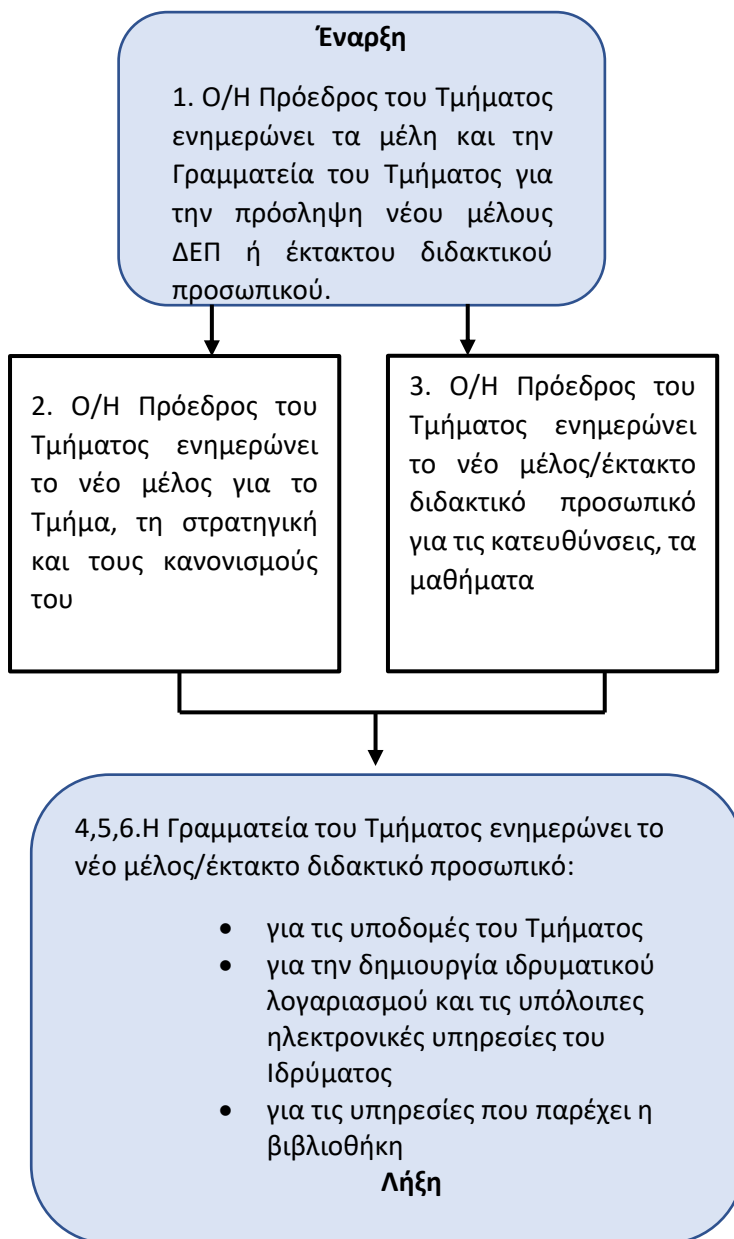 Έναρξη
1. Ο/Η Πρόεδρος του Τμήματος
ενημερώνει τα μέλη και την
Γραμματεία του Τμήματος για
την πρόσληψη νέου μέλους
ΔΕΠ ή έκτακτου διδακτικού
προσωπικού.
2. Ο/Η Πρόεδρος του
Τμήματος ενημερώνει
το νέο μέλος για το
Τμήμα, τη στρατηγική
και τους κανονισμούς
του
3. Ο/Η Πρόεδρος του
Τμήματος ενημερώνει
το νέο μέλος/έκτακτο
διδακτικό προσωπικό
για τις κατευθύνσεις, τα
μαθήματα
4,5,6.Η Γραμματεία του Τμήματος ενημερώνει το
νέο μέλος/έκτακτο διδακτικό προσωπικό:
• για τις υποδομές του Τμήματος
• για την δημιουργία ιδρυματικού
λογαριασμού και τις υπόλοιπες
ηλεκτρονικές υπηρεσίες του
Ιδρύματος
• για τις υπηρεσίες που παρέχει η
βιβλιοθήκη
Λήξη